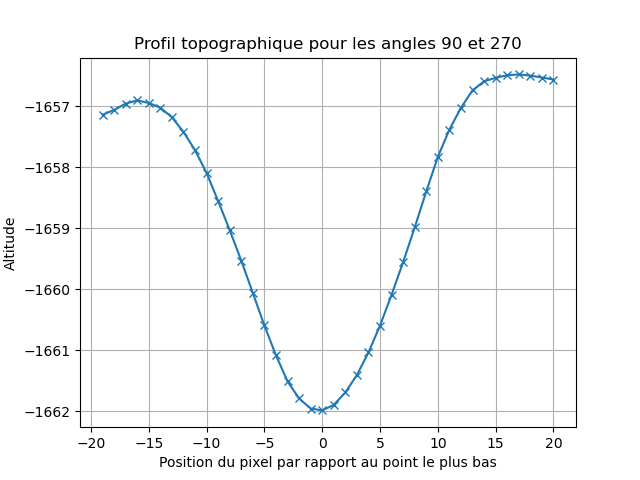 Profil topographique pour les angles 90 et 270
Altitude
−1657
−1658
−1659
−1660
−1661
−1662
−20 −15 −10 −5 0 5 10 15 20
Position du pixel par rapport au point le plus bas